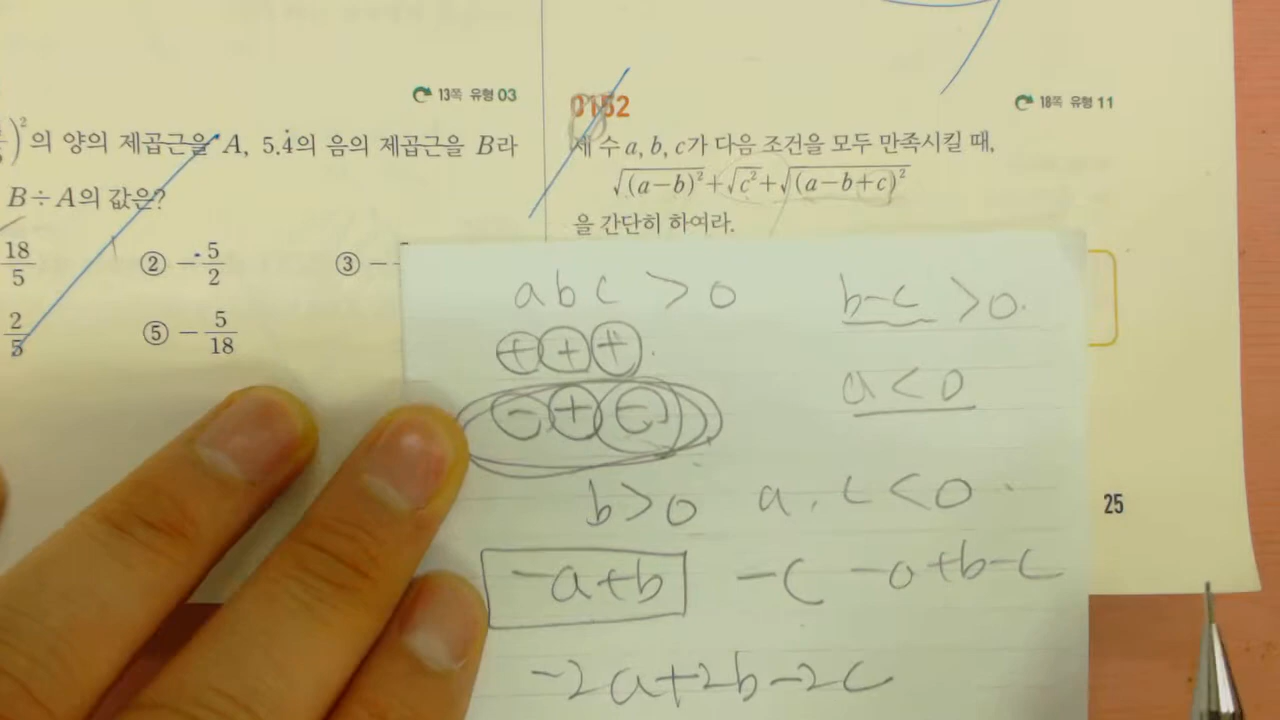 13쪽 유형 03
)²의 양의 제곱근을 A, 5.4̇의 음의 제곱근을 B라
B÷A의 값은?
18/5 ② -5/2 ③ -
2/5 ⑤ -5/18
0152
18쪽 유형 11
세 수 a, b, c가 다음 조건을 모두 만족시킬 때,
√(a-b)²+√c²+√(a-b+c)²
을 간단히 하여라.
abc > 0 b-c > 0.
+ + +
a < 0
- + -
b > 0 a, c < 0
-a+b -c -a+b-c
-2a+2b-2c
25